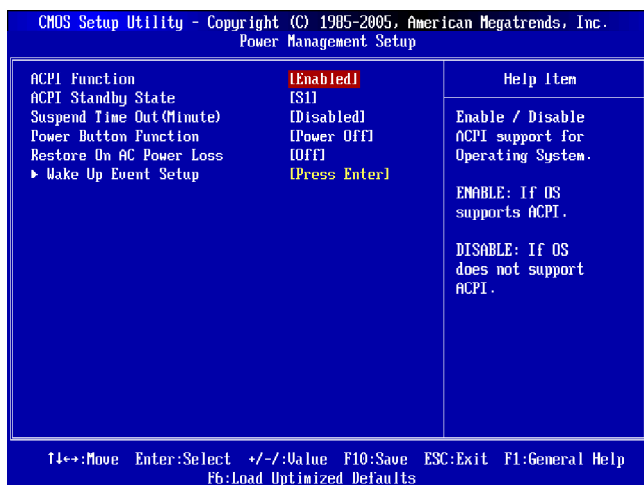 CMOS Setup Utility - Copyright (C) 1985-2005, American Megatrends, Inc.
Power Management Setup
ACPI Function [Enabled]
ACPI Standby State [S1]
Suspend Time Out(Minute) [Disabled]
Power Button Function [Power Off]
Restore On AC Power Loss [Off]
▶ Wake Up Event Setup [Press Enter]
Help Item
Enable / Disable
ACPI support for
Operating System.
ENABLE: If OS
supports ACPI.
DISABLE: If OS
does not support
ACPI.
↑↓←→:Move Enter:Select +/-/:Value F10:Save ESC:Exit F1:General Help
F6:Load Optimized Defaults